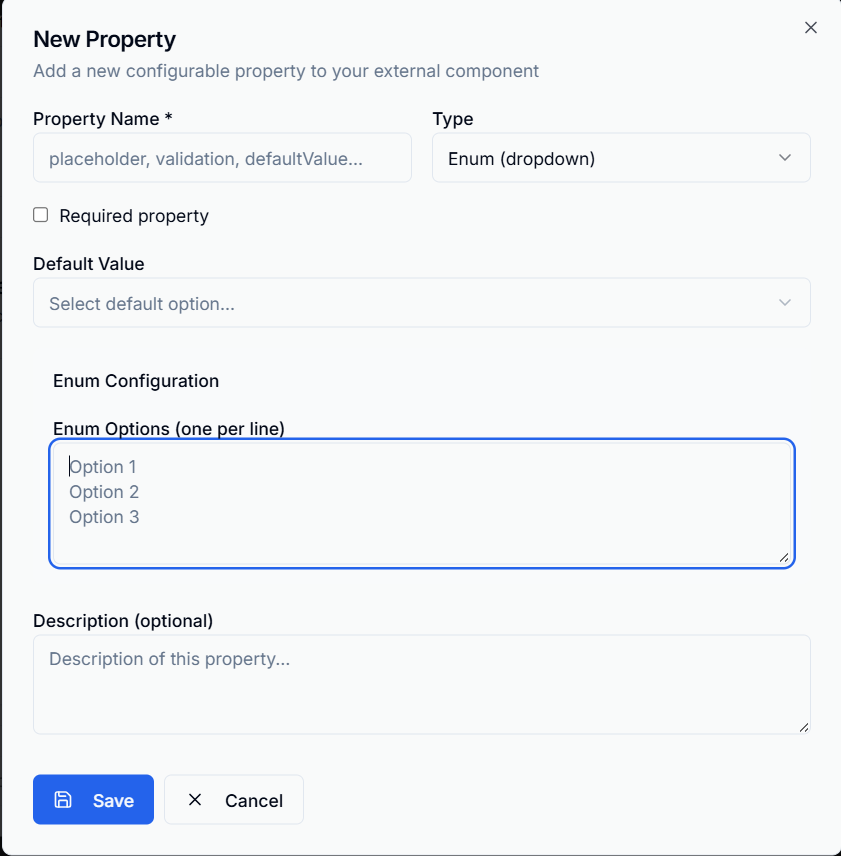 New Property
Add a new configurable property to your external component
Property Name *
Type
placeholder, validation, defaultValue...
Enum (dropdown)
Required property
Default Value
Select default option...
Enum Configuration
Enum Options (one per line)
Option 1
Option 2
Option 3
Description (optional)
Description of this property...
Save
Cancel